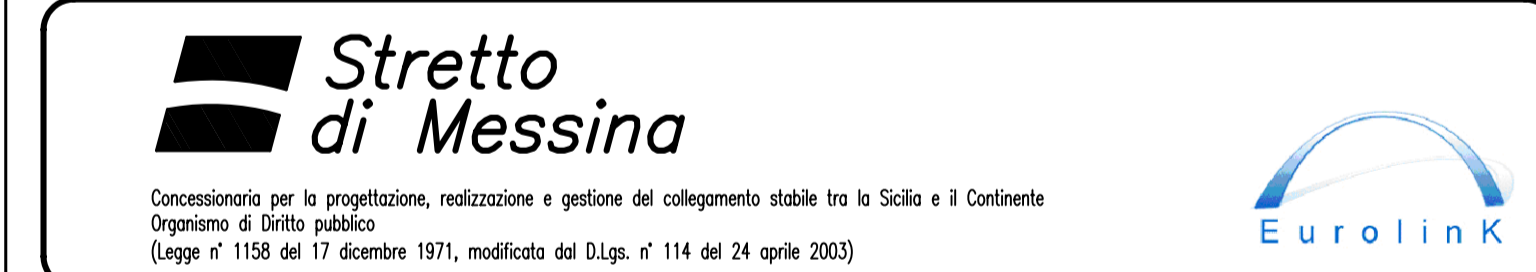 Stretto
di Messina
Concessionaria per la progettazione, realizzazione e gestione del collegamento stabile tra la Sicilia e il Continente
Organismo di Diritto pubblico
(Legge n° 1158 del 17 dicembre 1971, modificata dal D.Lgs. n° 114 del 24 aprile 2003)
EurolinK